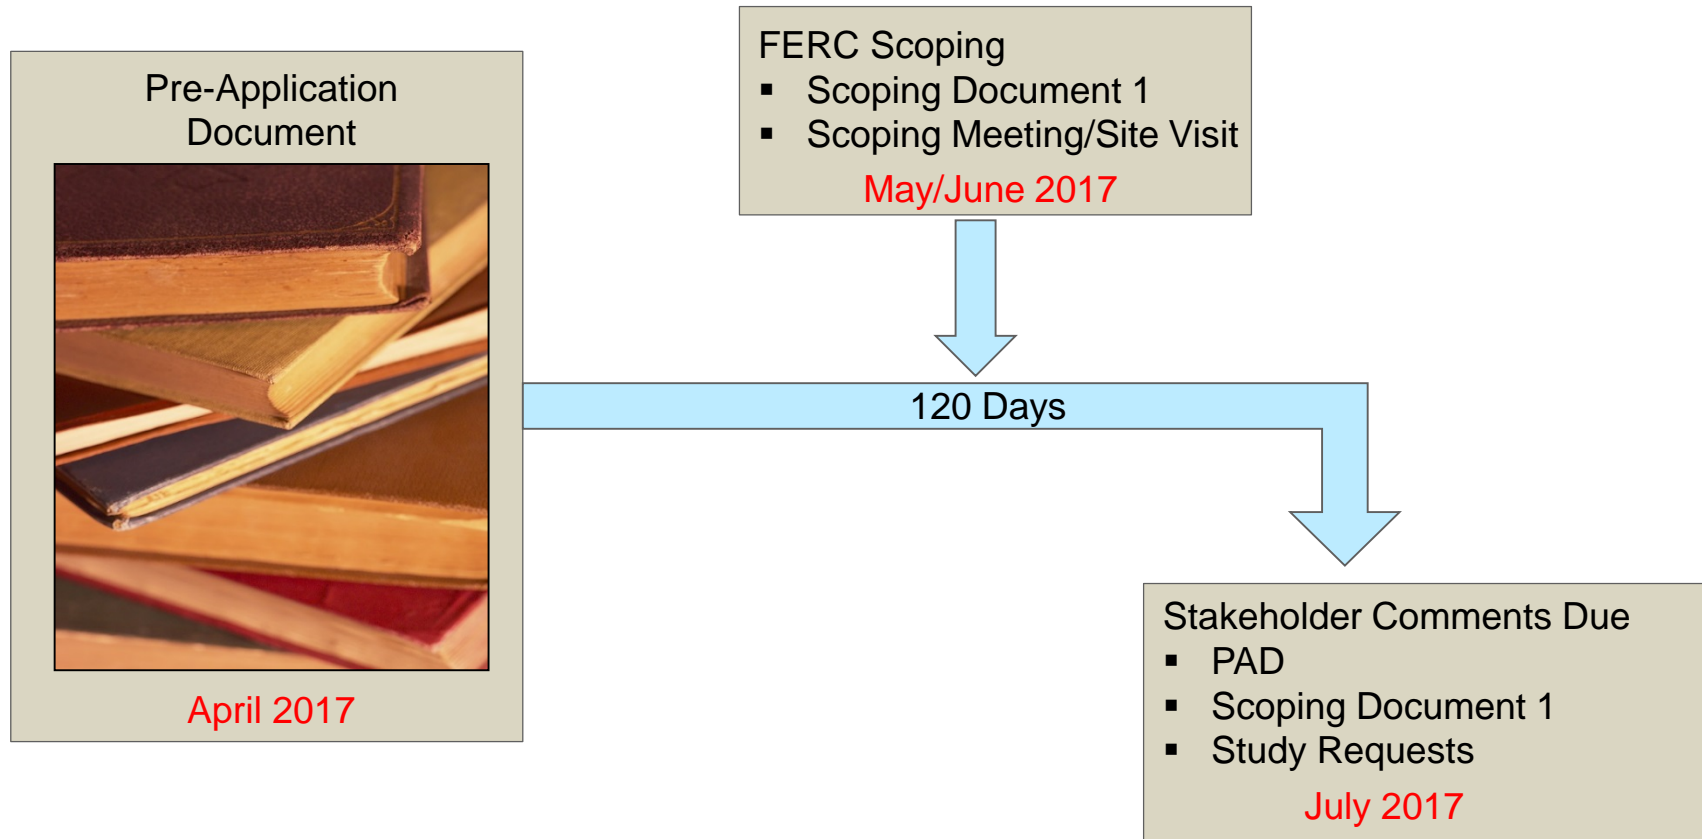 Pre-Application
Document
April 2017
FERC Scoping
▪ Scoping Document 1
▪ Scoping Meeting/Site Visit
May/June 2017
120 Days
Stakeholder Comments Due
▪ PAD
▪ Scoping Document 1
▪ Study Requests
July 2017